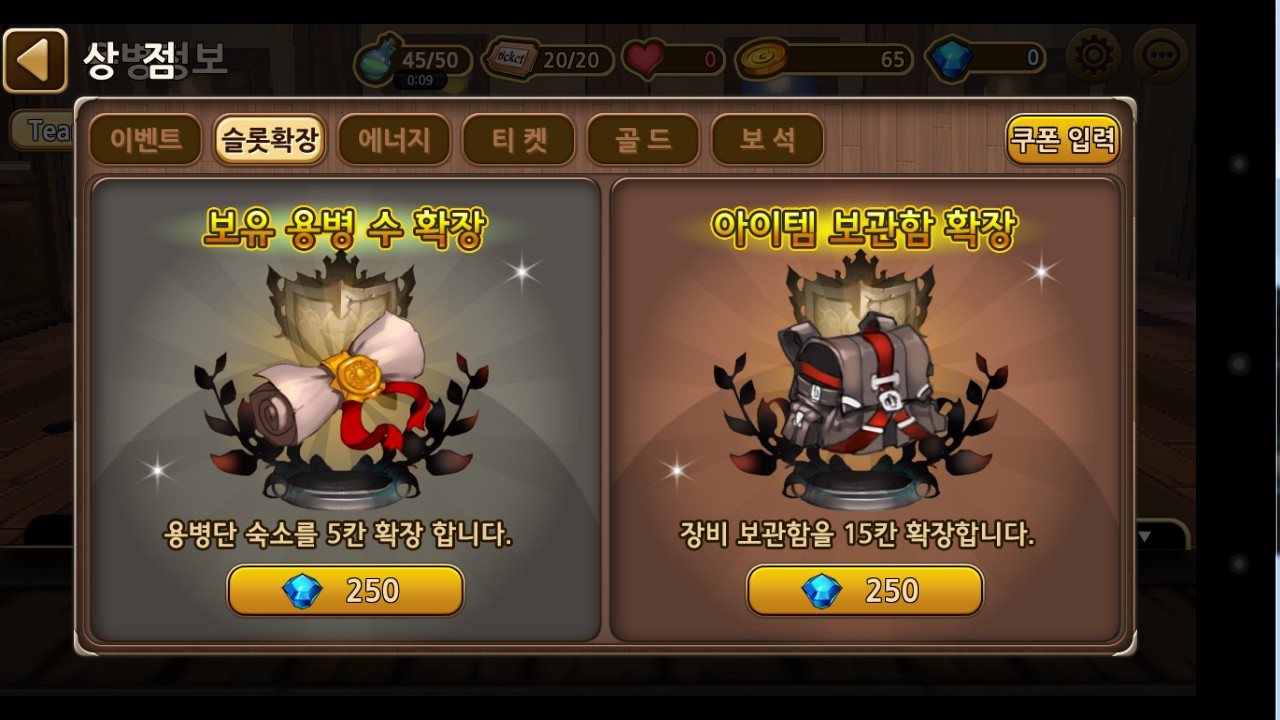 상점
45/50
0:09
ticket
20/20
0
65
0
이벤트
슬롯확장
에너지
티켓
골드
보석
쿠폰 입력
보유 용병 수 확장
아이템 보관함 확장
용병단 숙소를 5칸 확장 합니다.
장비 보관함을 15칸 확장합니다.
250
250